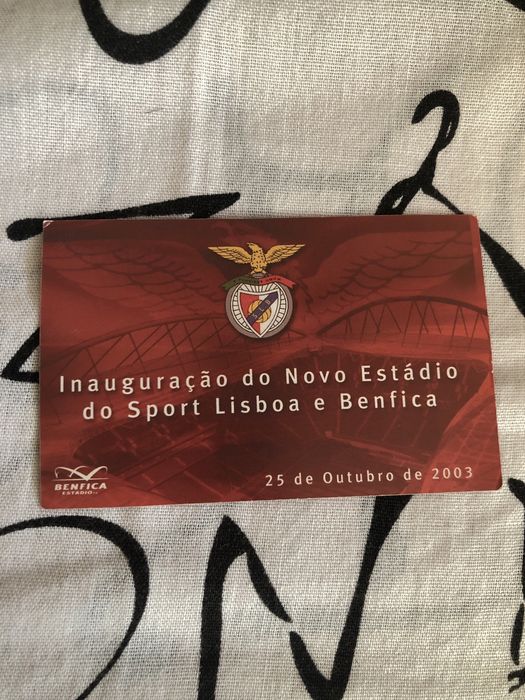 Inauguração do Novo Estádio
do Sport Lisboa e Benfica
25 de Outubro de 2003
BENFICA
ESTÁDIO